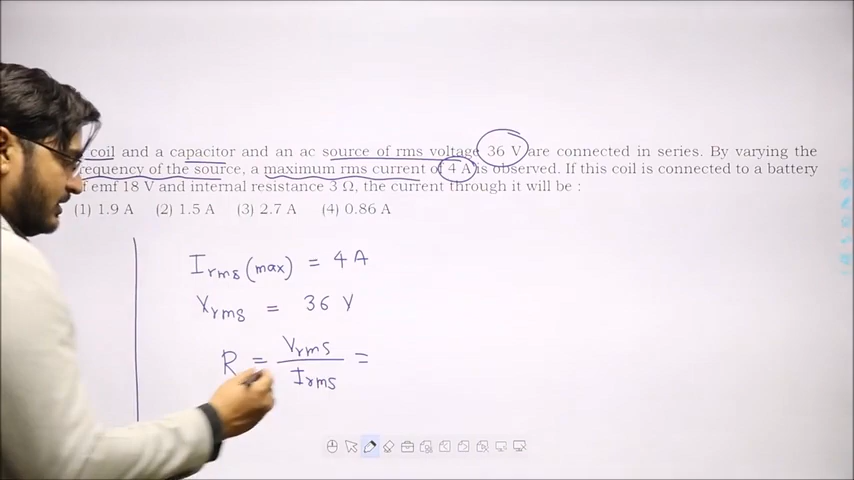 coil and a capacitor and an ac source of rms voltage 36 V are connected in series. By varying the
requency of the source, a maximum rms current of 4 A is observed. If this coil is connected to a battery
f emf 18 V and internal resistance 3 Ω, the current through it will be :
(1) 1.9 A (2) 1.5 A (3) 2.7 A (4) 0.86 A
Irms(max) = 4 A
Vrms = 36 V
R = Vrms / Irms =